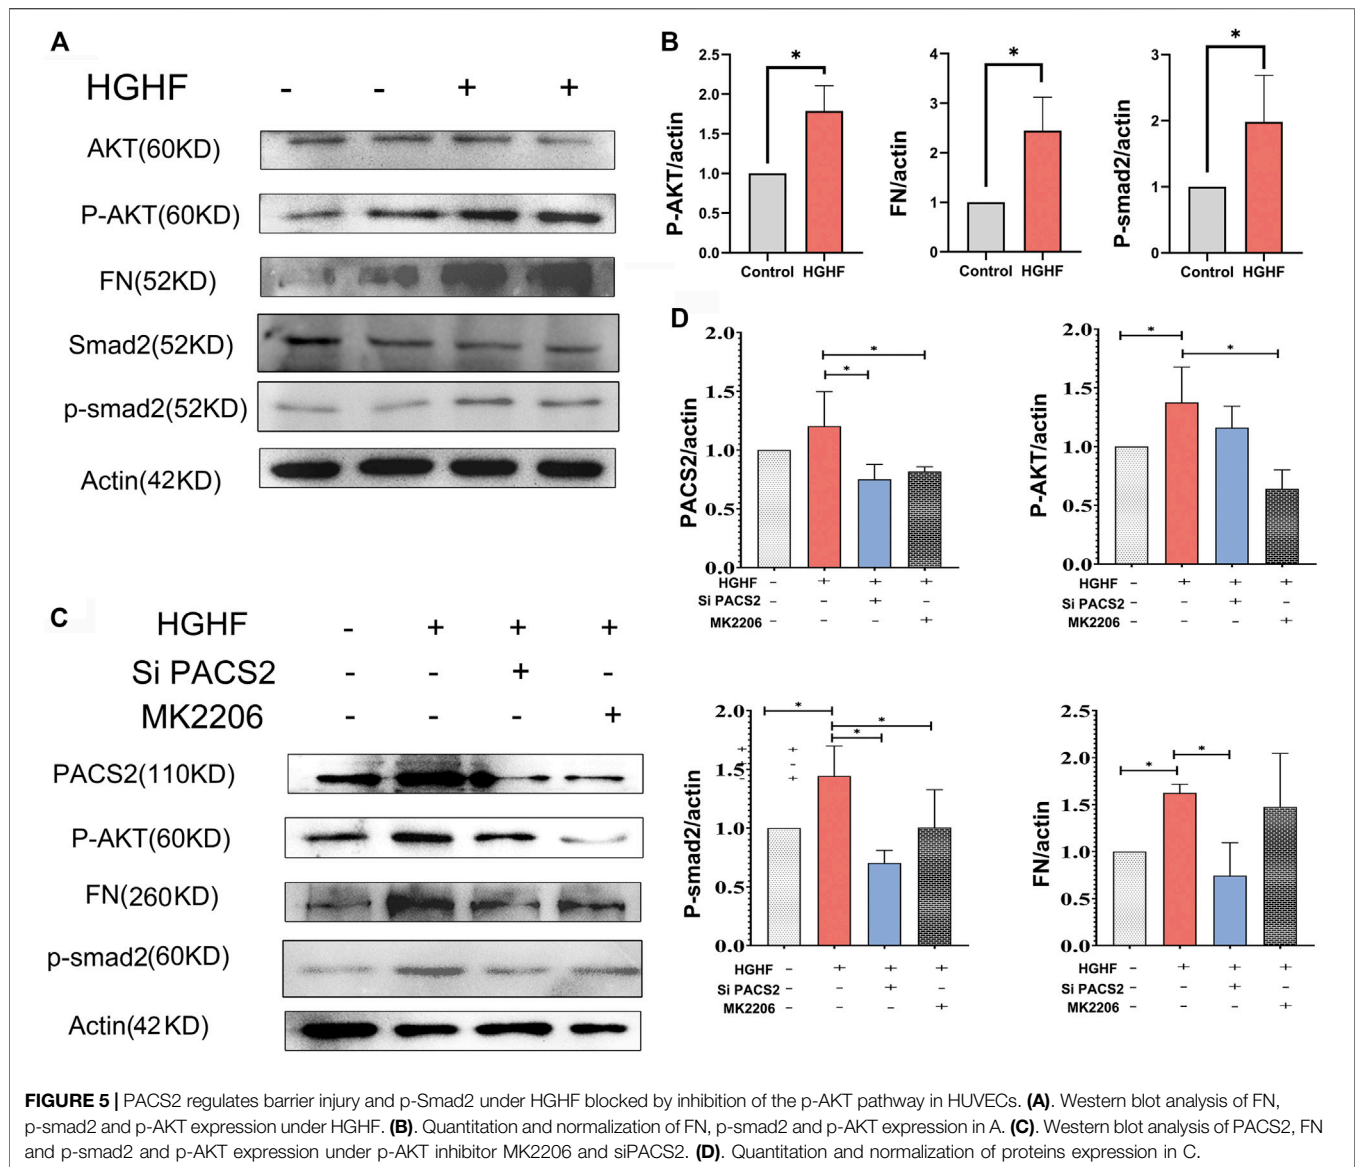 A
HGHF - - + +
AKT(60KD)
P-AKT(60KD)
FN(52KD)
Smad2(52KD)
p-smad2(52KD)
Actin(42KD)
B
P-AKT/actin
2.5
2.0
1.5
1.0
0.5
0.0
*
Control HGHF
FN/actin
4
3
2
1
0
*
Control HGHF
P-smad2/actin
3
2
1
0
*
Control HGHF
C
HGHF - + + +
Si PACS2 - - + -
MK2206 - - - +
PACS2(110KD)
P-AKT(60KD)
FN(260KD)
p-smad2(60KD)
Actin(42KD)
D
PACS2/actin
2.0
1.5
1.0
0.5
0.0
*
*
HGHF - + + +
Si PACS2 - - + -
MK2206 - - - +
P-AKT/actin
2.0
1.5
1.0
0.5
0.0
*
*
HGHF - + + +
Si PACS2 - - + -
MK2206 - - - +
P-smad2/actin
2.0
1.5
1.0
0.5
0.0
*
*
*
+ +
- -
+ +
HGHF - + + +
Si PACS2 - - + -
MK2206 - - - +
FN/actin
2.5
2.0
1.5
1.0
0.5
0.0
*
*
HGHF - + + +
Si PACS2 - - + -
MK2206 - - - +
FIGURE 5 | PACS2 regulates barrier injury and p-Smad2 under HGHF blocked by inhibition of the p-AKT pathway in HUVECs. (A). Western blot analysis of FN,
p-smad2 and p-AKT expression under HGHF. (B). Quantitation and normalization of FN, p-smad2 and p-AKT expression in A. (C). Western blot analysis of PACS2, FN
and p-smad2 and p-AKT expression under p-AKT inhibitor MK2206 and siPACS2. (D). Quantitation and normalization of proteins expression in C.